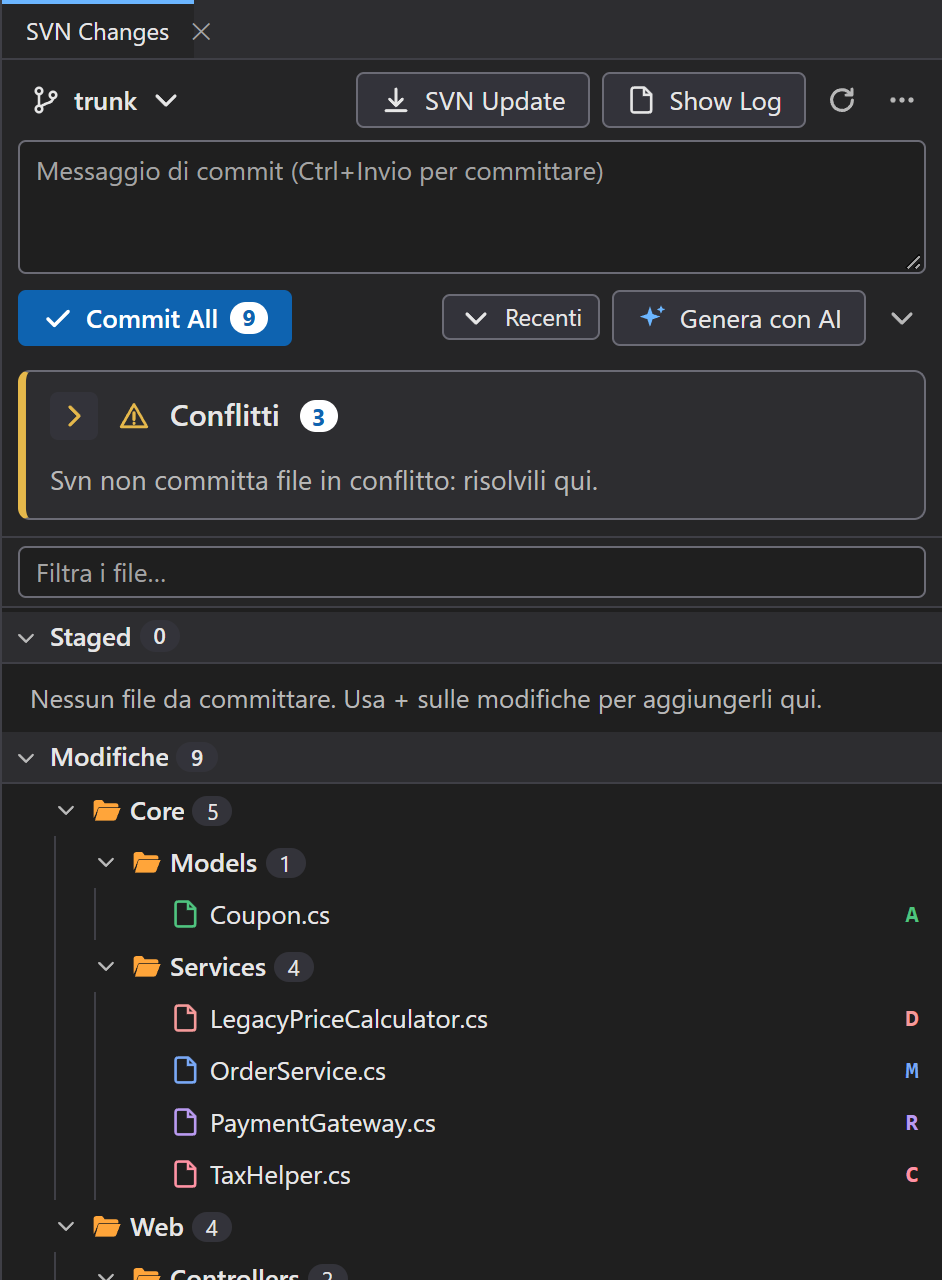 SVN Changes
trunk SVN Update Show Log
Messaggio di commit (Ctrl+Invio per committare)
Commit All 9 Recenti Genera con AI
Conflitti 3
Svn non committa file in conflitto: risolvili qui.
Filtra i file...
Staged 0
Nessun file da committare. Usa + sulle modifiche per aggiungerli qui.
Modifiche 9
Core 5
Models 1
Coupon.cs A
Services 4
LegacyPriceCalculator.cs D
OrderService.cs M
PaymentGateway.cs R
TaxHelper.cs C
Web 4
Controllers 2